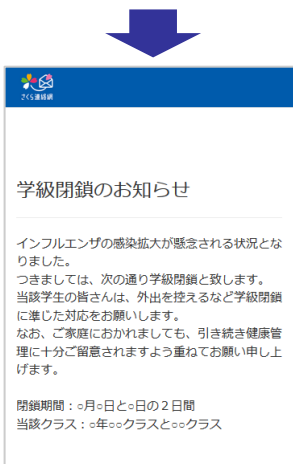 さくら連絡網
学級閉鎖のお知らせ
インフルエンザの感染拡大が懸念される状況とな
りました。
つきましては、次の通り学級閉鎖と致します。
当該学生の皆さんは、外出を控えるなど学級閉鎖
に準じた対応をお願いします。
なお、ご家庭におかれましても、引き続き健康管
理に十分ご留意されますよう重ねてお願い申し上
げます。
閉鎖期間：○月○日と○日の２日間
当該クラス：○年○○クラスと○○クラス